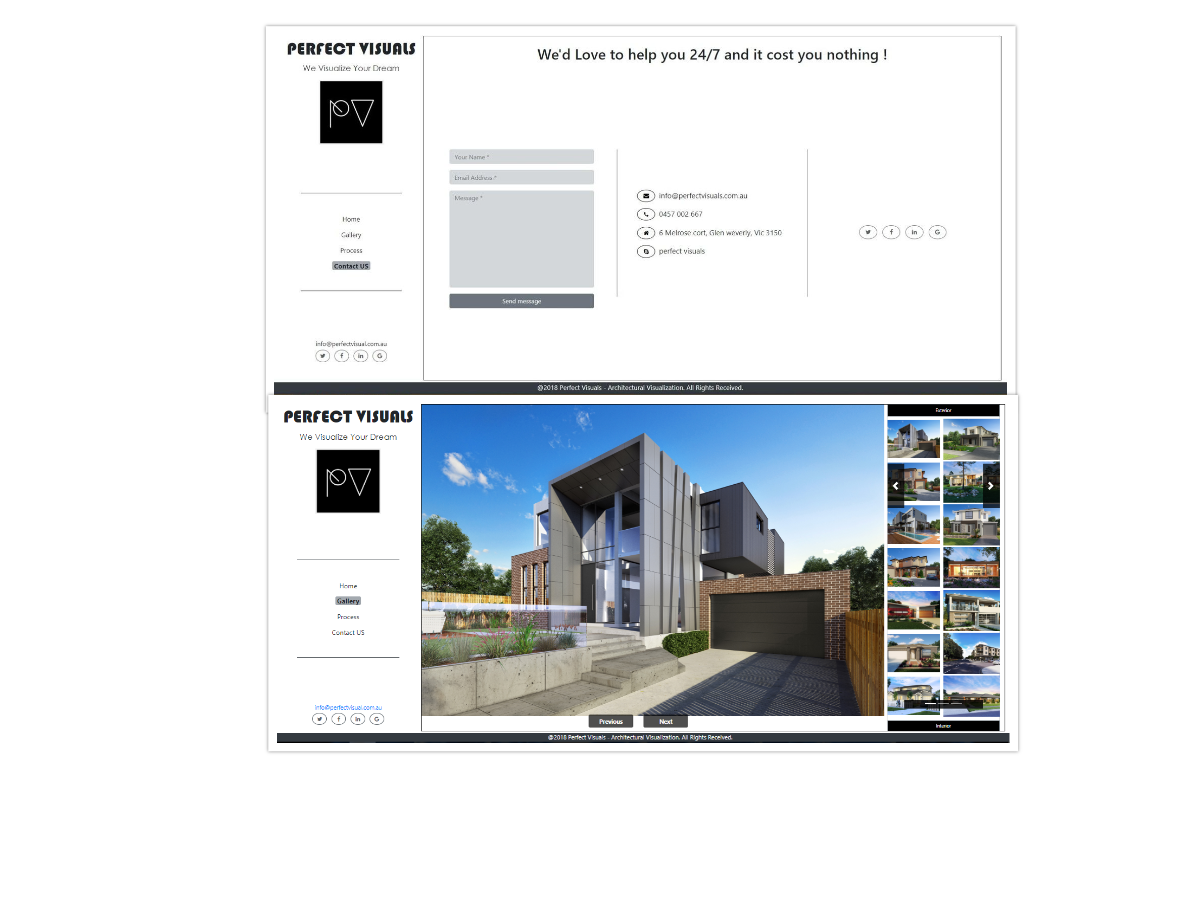 PERFECT VISUALS
We Visualize Your Dream
PV
Home
Gallery
Process
Contact US
info@perfectvisual.com.au
We'd Love to help you 24/7 and it cost you nothing !
Your Name *
Email Address *
Message *
Send message
info@perfectvisuals.com.au
0457 002 667
6 Melrose cort, Glen weverly, Vic 3150
perfect visuals
@2018 Perfect Visuals - Architectural Visualization. All Rights Received.
PERFECT VISUALS
We Visualize Your Dream
PV
Home
Gallery
Process
Contact US
info@perfectvisual.com.au
Previous
Next
Exterior
Interior
@2018 Perfect Visuals - Architectural Visualization. All Rights Received.